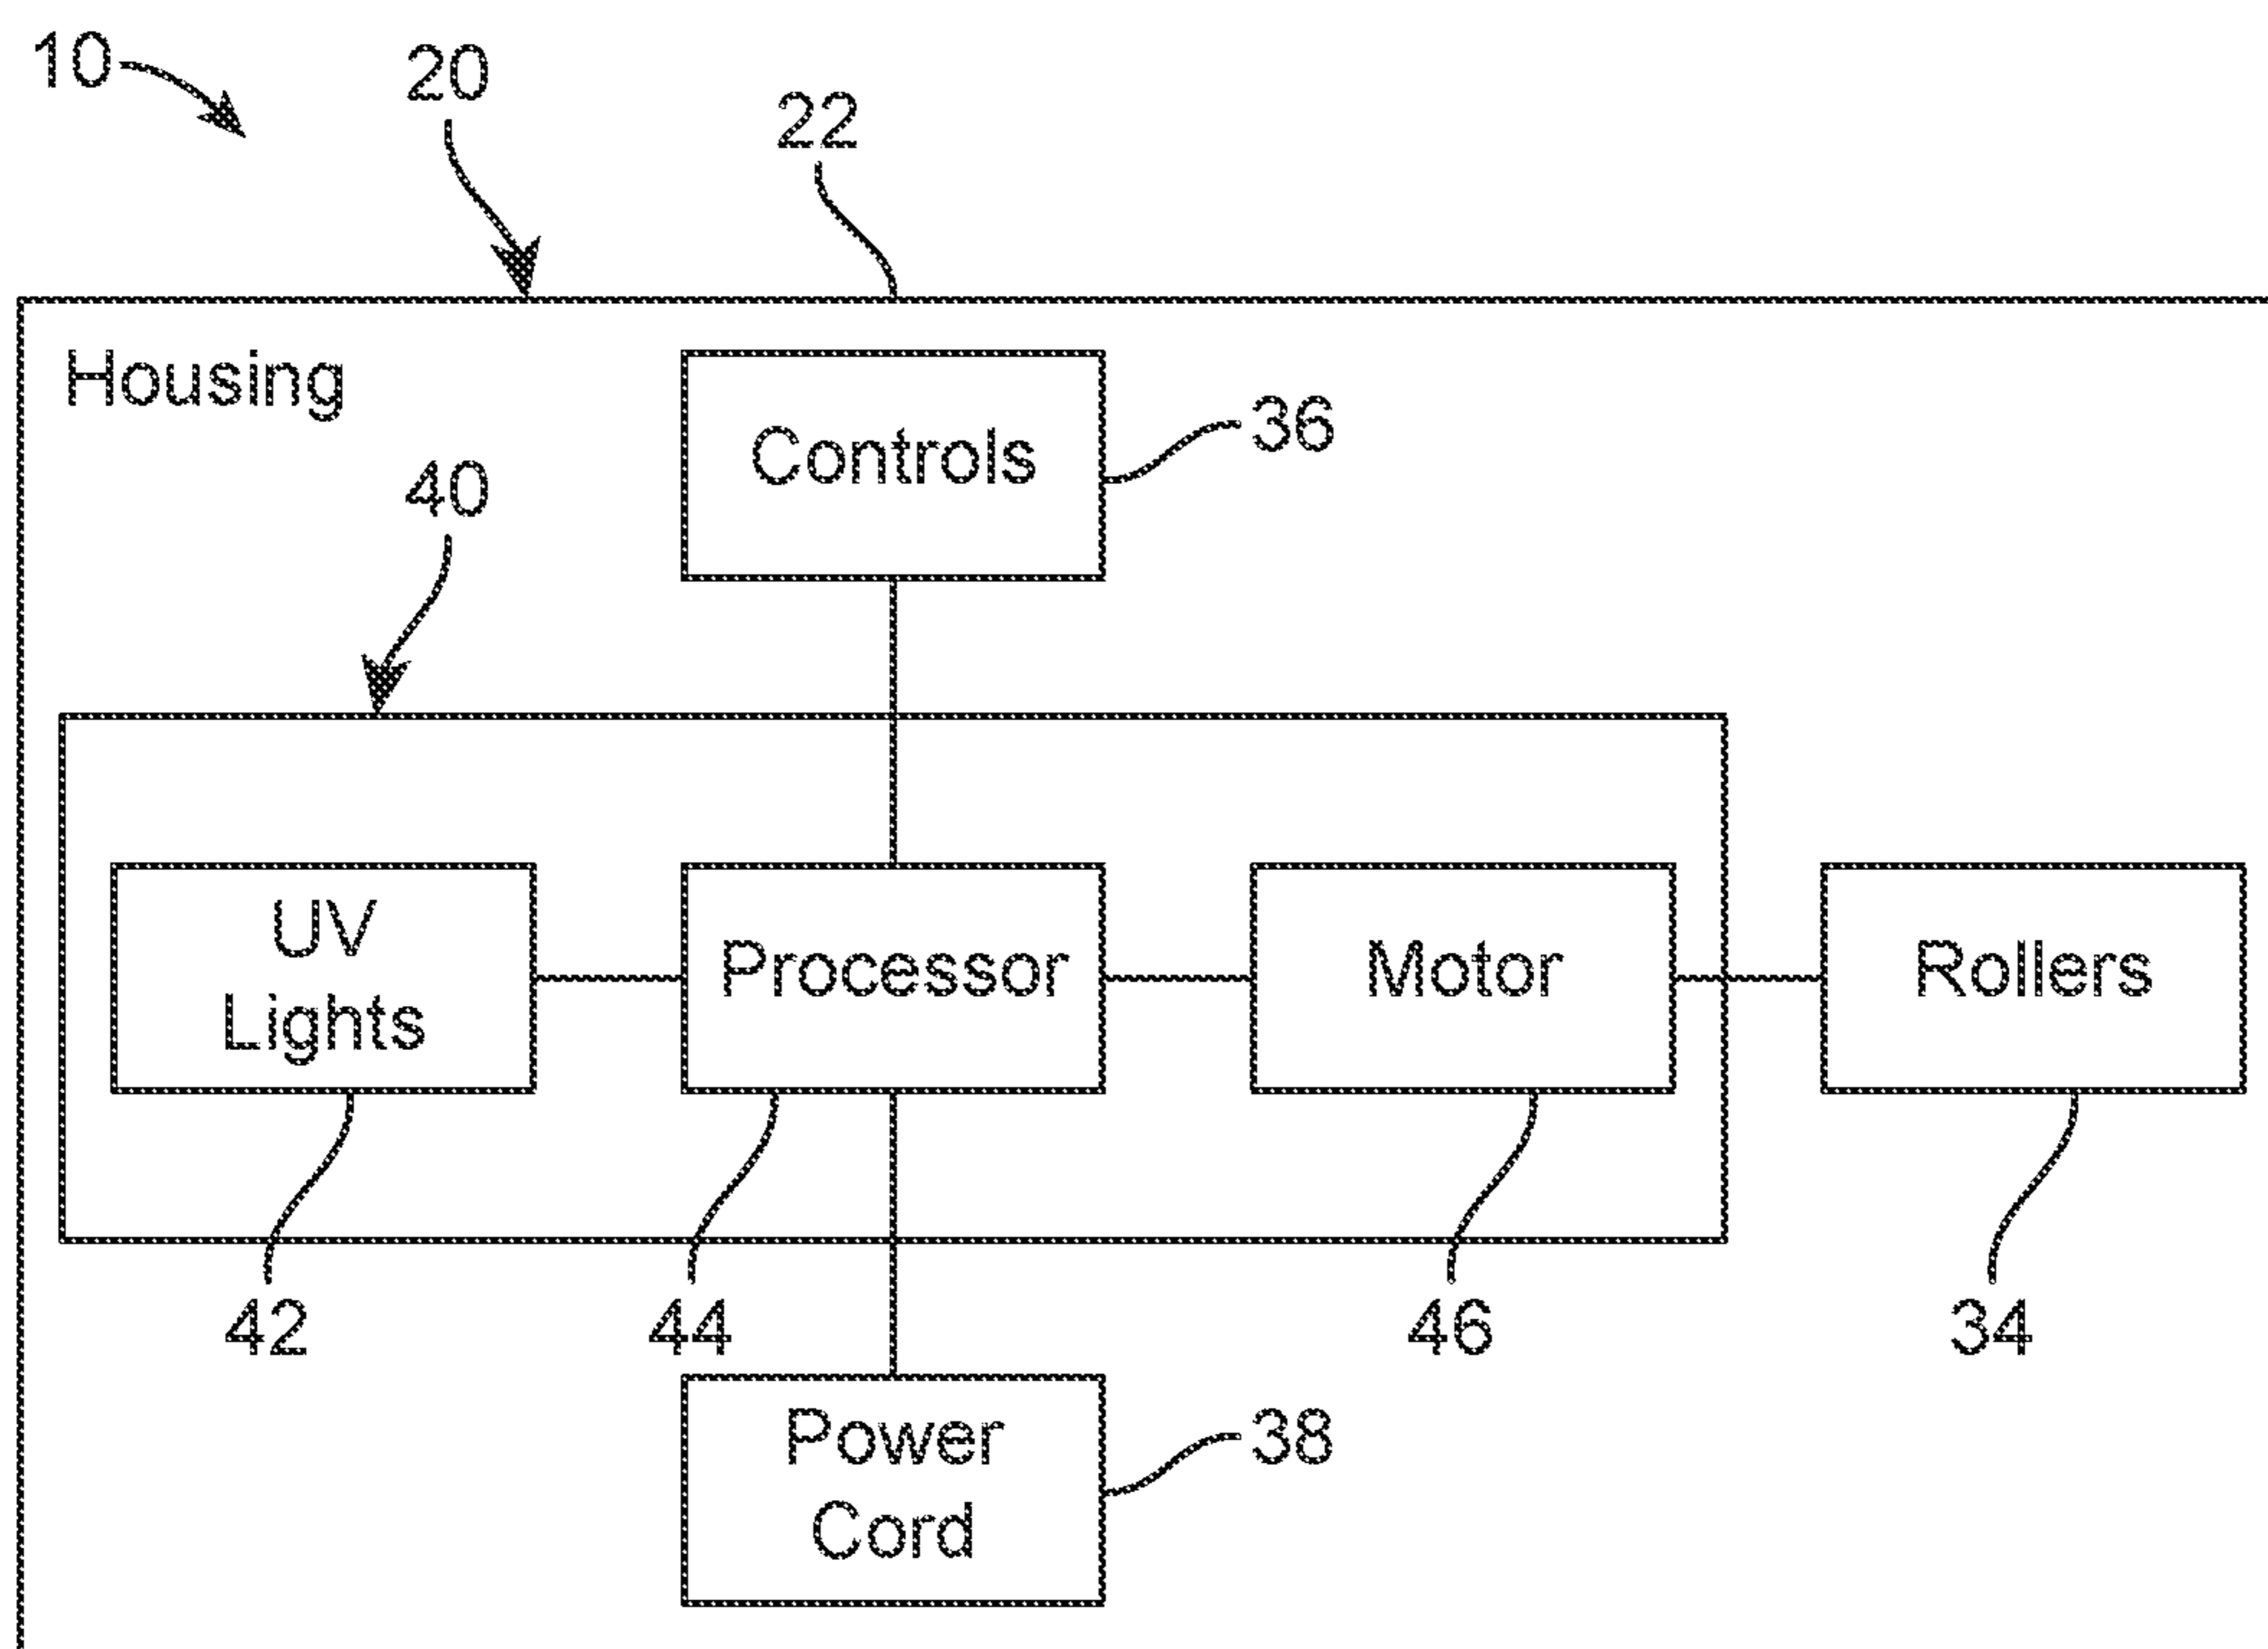 10
20
22
Housing
Controls
36
40
UV
Lights
Processor
Motor
Rollers
42
44
46
34
Power
Cord
38